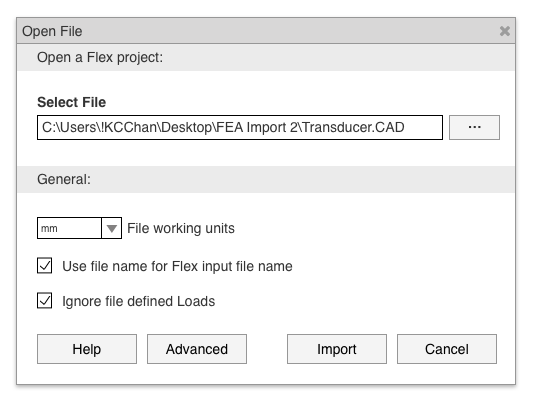 Open File
Open a Flex project:
Select File
C:\Users\!KCChan\Desktop\FEA Import 2\Transducer.CAD ...
General:
mm File working units
Use file name for Flex input file name
Ignore file defined Loads
Help Advanced Import Cancel